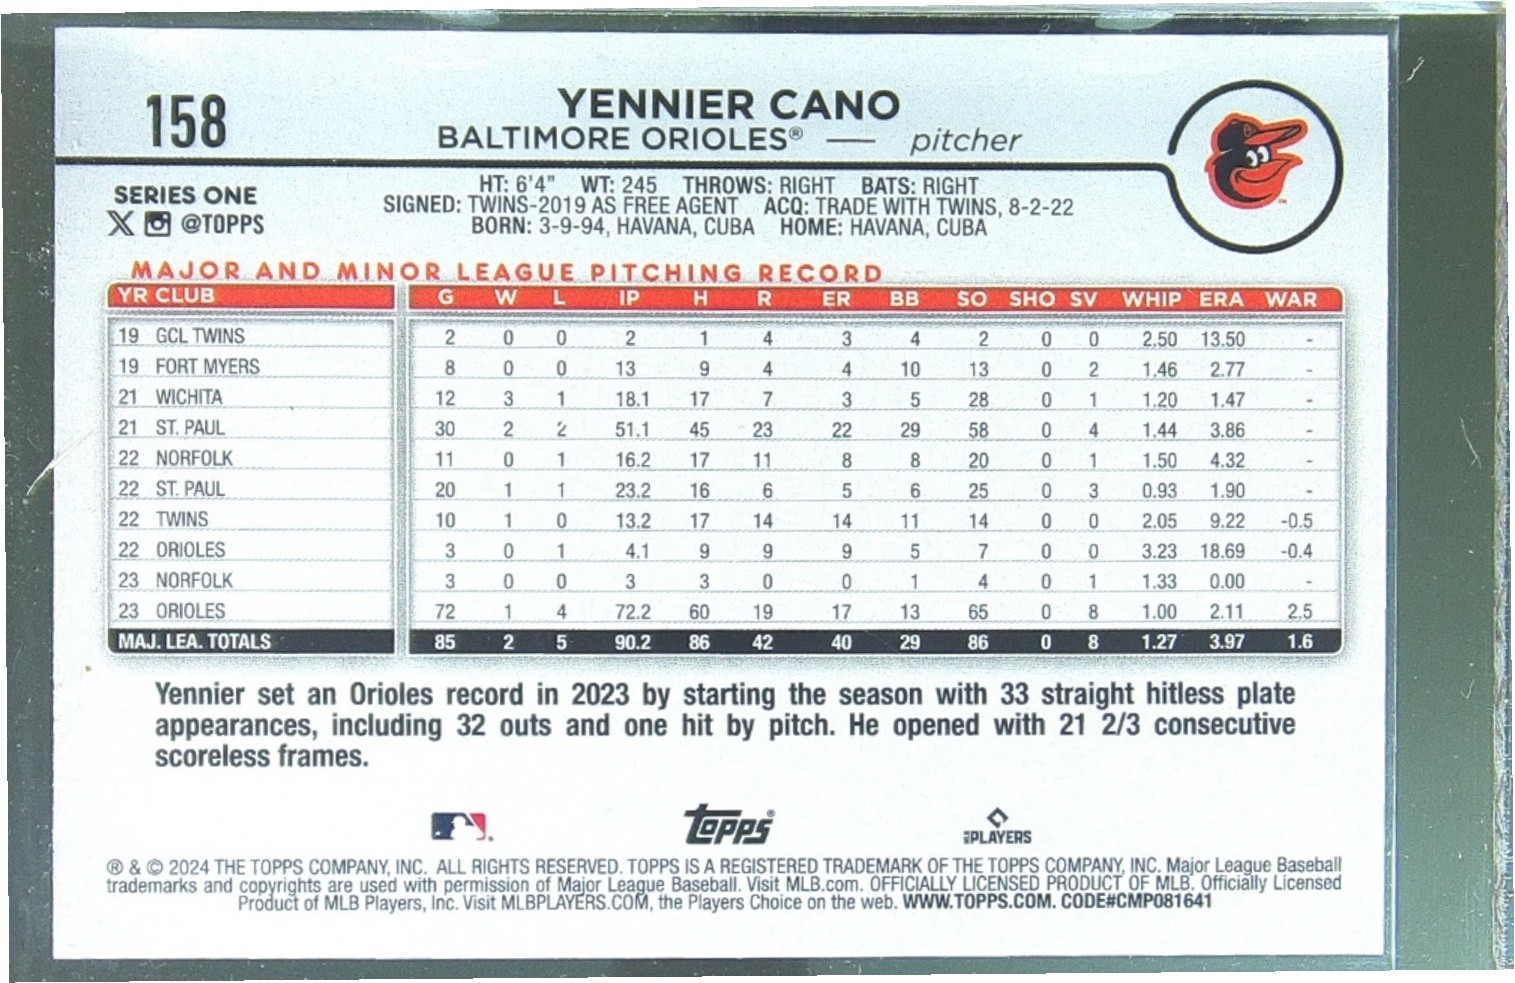 158
YENNIER CANO
BALTIMORE ORIOLES® — pitcher
SERIES ONE
@TOPPS
HT: 6'4" WT: 245 THROWS: RIGHT BATS: RIGHT
SIGNED: TWINS-2019 AS FREE AGENT ACQ: TRADE WITH TWINS, 8-2-22
BORN: 3-9-94, HAVANA, CUBA HOME: HAVANA, CUBA
MAJOR AND MINOR LEAGUE PITCHING RECORD
YR CLUB G W L IP H R ER BB SO SHO SV WHIP ERA WAR
19 GCL TWINS 2 0 0 2 1 4 3 4 2 0 0 2.50 13.50 -
19 FORT MYERS 8 0 0 13 9 4 4 10 13 0 2 1.46 2.77 -
21 WICHITA 12 3 1 18.1 17 7 3 5 28 0 1 1.20 1.47 -
21 ST. PAUL 30 2 2 51.1 45 23 22 29 58 0 4 1.44 3.86 -
22 NORFOLK 11 0 1 16.2 17 11 8 8 20 0 1 1.50 4.32 -
22 ST. PAUL 20 1 1 23.2 16 6 5 6 25 0 3 0.93 1.90 -
22 TWINS 10 1 0 13.2 17 14 14 11 14 0 0 2.05 9.22 -0.5
22 ORIOLES 3 0 1 4.1 9 9 9 5 7 0 0 3.23 18.69 -0.4
23 NORFOLK 3 0 0 3 3 0 0 1 4 0 1 1.33 0.00 -
23 ORIOLES 72 1 4 72.2 60 19 17 13 65 0 8 1.00 2.11 2.5
MAJ. LEA. TOTALS 85 2 5 90.2 86 42 40 29 86 0 8 1.27 3.97 1.6
Yennier set an Orioles record in 2023 by starting the season with 33 straight hitless plate
appearances, including 32 outs and one hit by pitch. He opened with 21 2/3 consecutive
scoreless frames.
Topps® PLAYERS
® & © 2024 THE TOPPS COMPANY, INC. ALL RIGHTS RESERVED. TOPPS IS A REGISTERED TRADEMARK OF THE TOPPS COMPANY, INC. Major League Baseball
trademarks and copyrights are used with permission of Major League Baseball. Visit MLB.com. OFFICIALLY LICENSED PRODUCT OF MLB. Officially Licensed
Product of MLB Players, Inc. Visit MLBPLAYERS.COM, the Players Choice on the web. WWW.TOPPS.COM. CODE#CMP081641